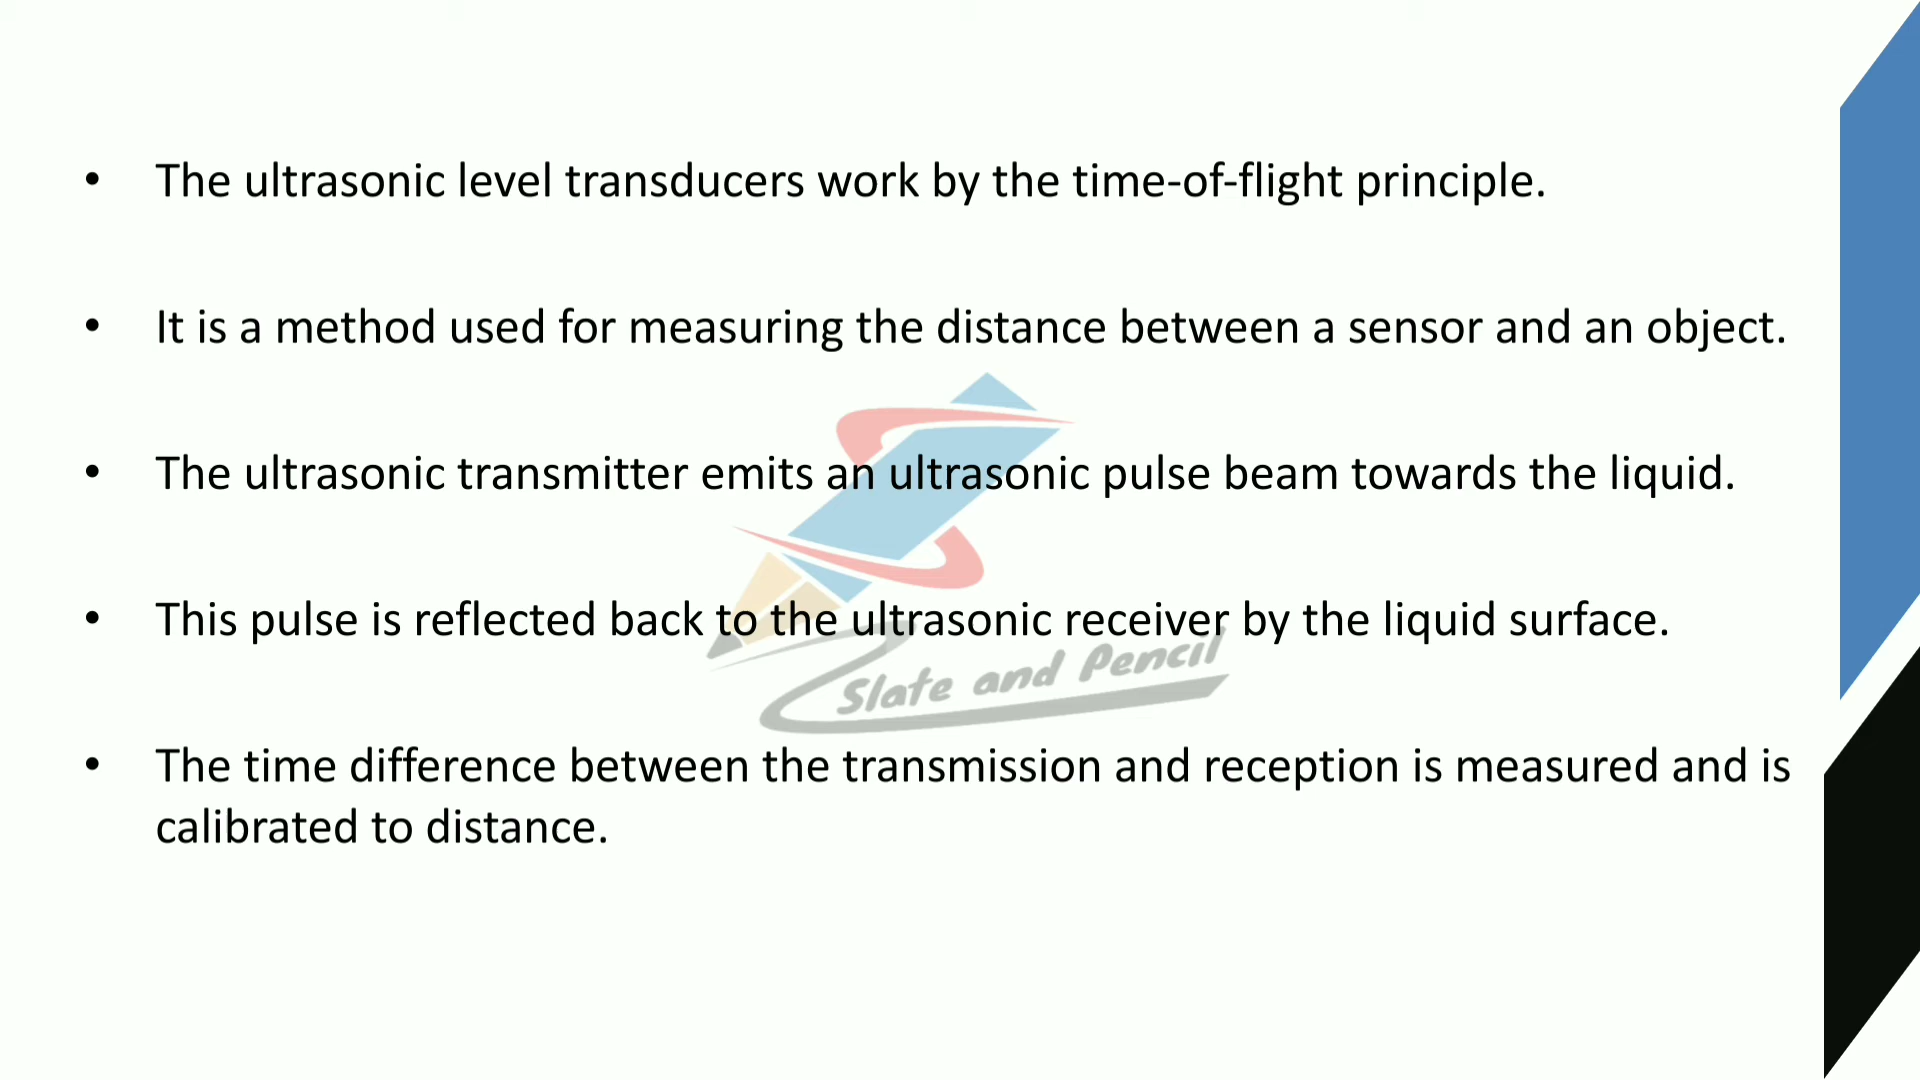 • The ultrasonic level transducers work by the time-of-flight principle.
• It is a method used for measuring the distance between a sensor and an object.
• The ultrasonic transmitter emits an ultrasonic pulse beam towards the liquid.
• This pulse is reflected back to the ultrasonic receiver by the liquid surface.
Slate and Pencil
• The time difference between the transmission and reception is measured and is
calibrated to distance.